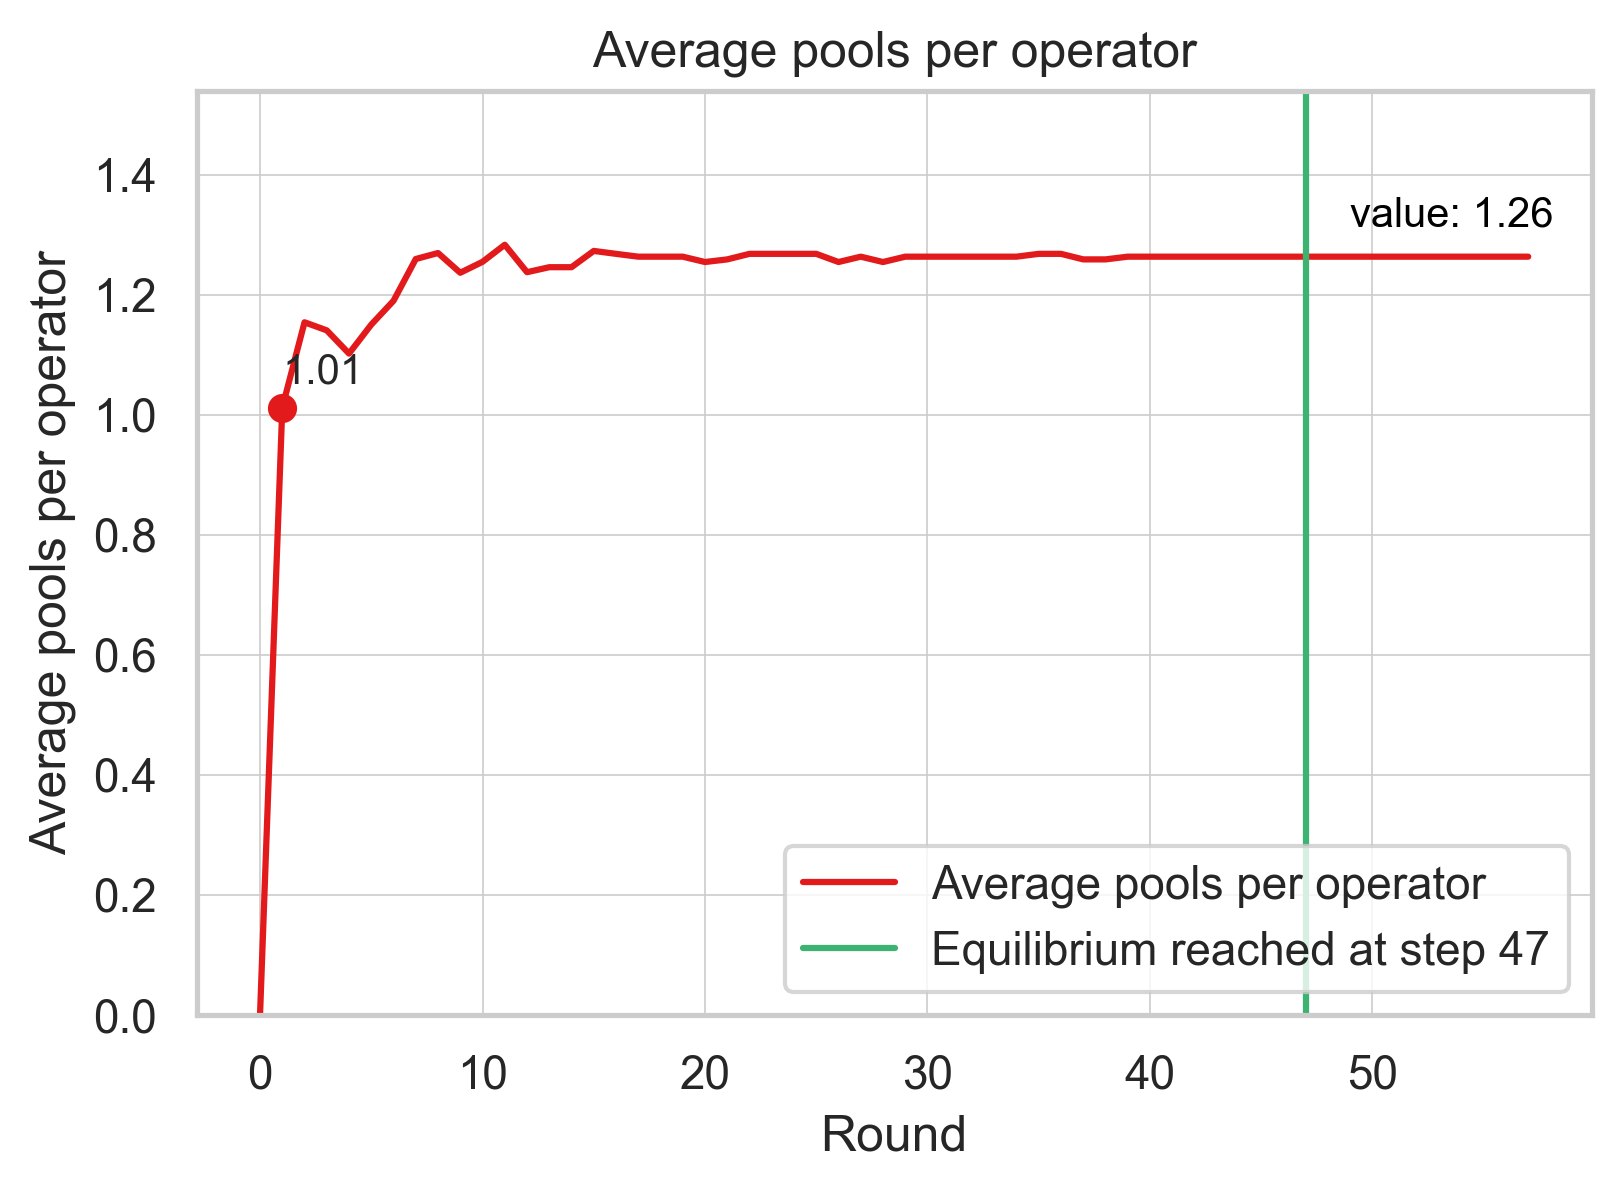 Average pools per operator
Average pools per operator
1.4
1.2
1.0
0.8
0.6
0.4
0.2
0.0
value: 1.26
1.01
Average pools per operator
Equilibrium reached at step 47
0 10 20 30 40 50
Round